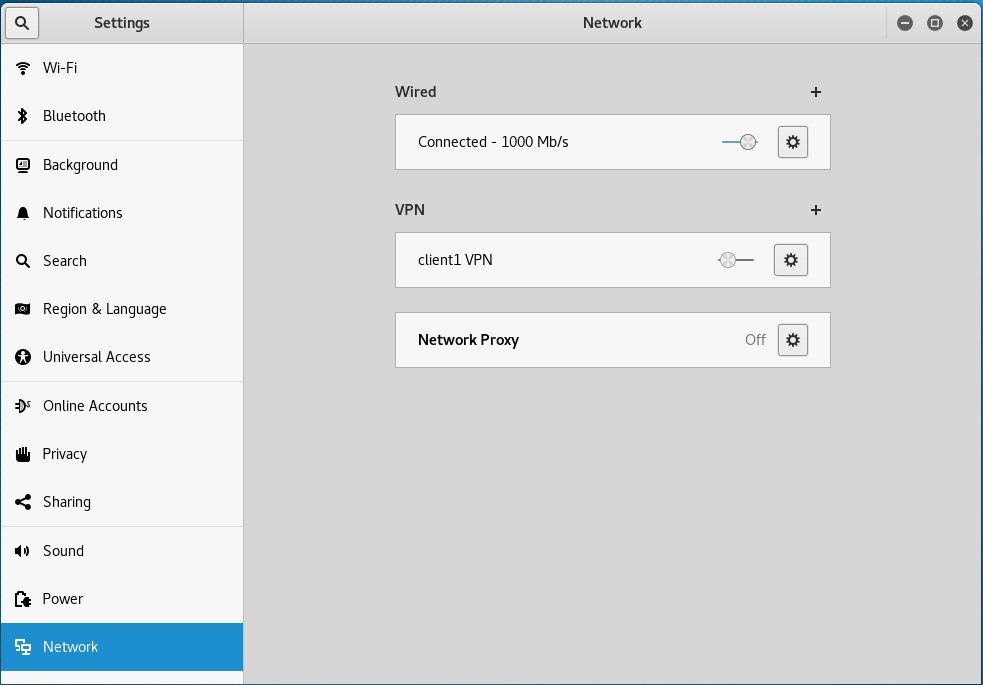 Settings
Network
Wi-Fi
Bluetooth
Background
Notifications
Search
Region & Language
Universal Access
Online Accounts
Privacy
Sharing
Sound
Power
Network
Wired
Connected - 1000 Mb/s
VPN
client1 VPN
Network Proxy Off